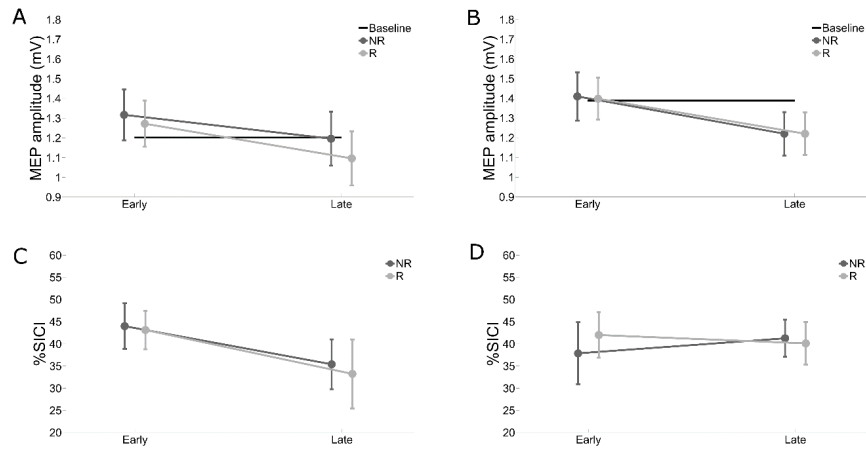 A
MEP amplitude (mV)
1.8
1.7
1.6
1.5
1.4
1.3
1.2
1.1
1
0.9
Early
Late
Baseline
NR
R
B
MEP amplitude (mV)
1.8
1.7
1.6
1.5
1.4
1.3
1.2
1.1
1
0.9
Early
Late
Baseline
NR
R
C
%SICI
60
55
50
45
40
35
30
25
20
Early
Late
NR
R
D
%SICI
60
55
50
45
40
35
30
25
20
Early
Late
NR
R